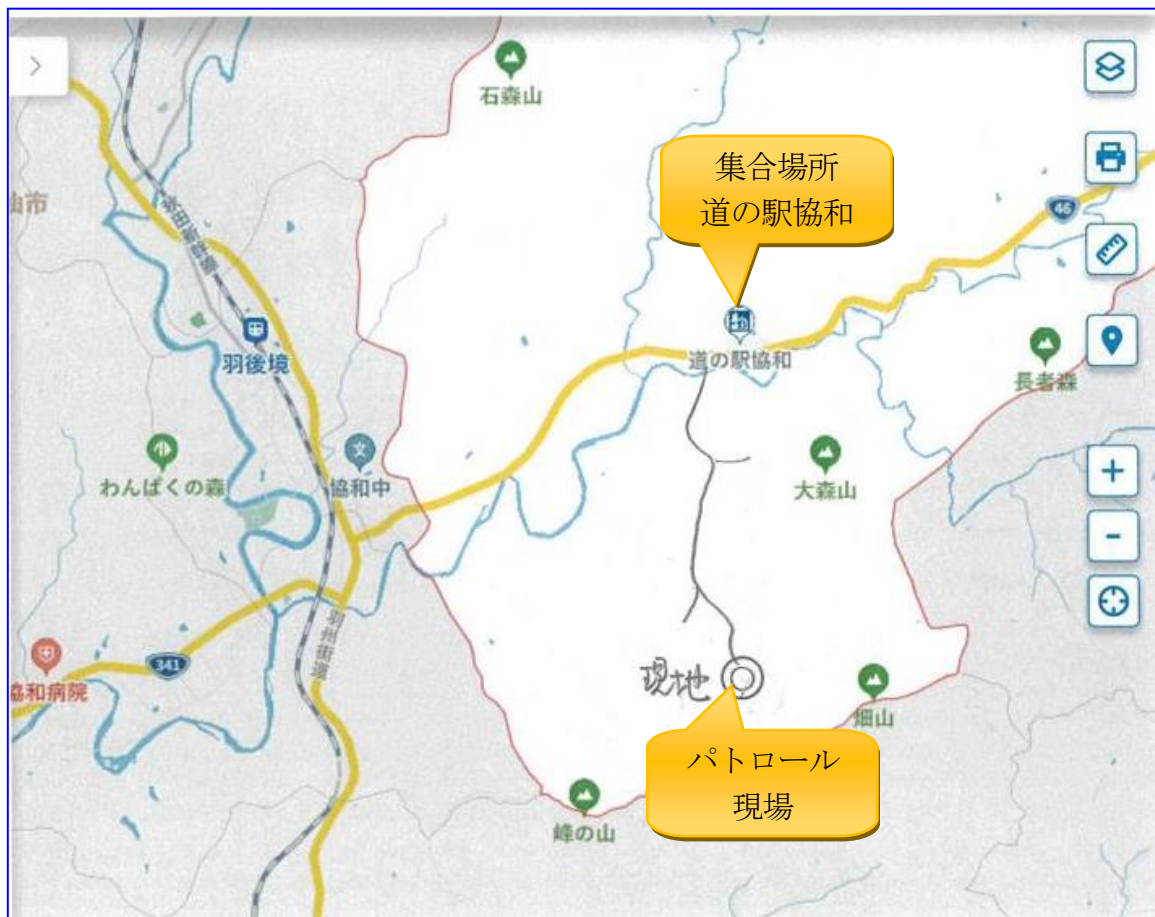 石森山
集合場所
道の駅協和
46
仙市
秋田新幹線
羽後境
道の駅協和
長者森
わんぱくの森
文
協和中
大森山
341
羽州街道
協和病院
現地
畑山
パトロール
現場
峰の山